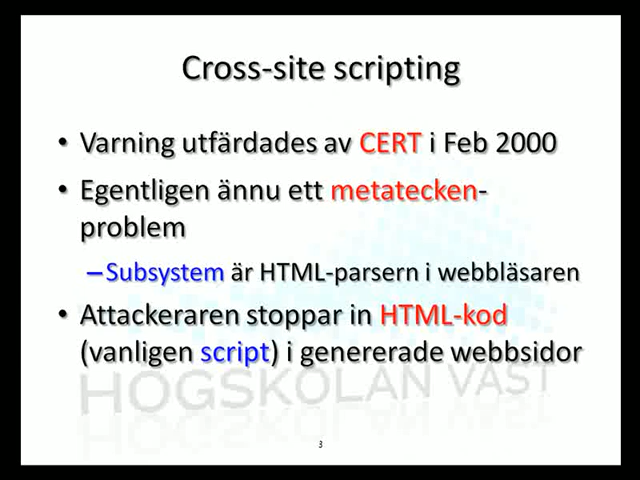 Cross-site scripting
• Varning utfärdades av CERT i Feb 2000
• Egentligen ännu ett metatecken-
problem
–Subsystem är HTML-parsern i webbläsaren
• Attackeraren stoppar in HTML-kod
(vanligen script) i genererade webbsidor
HÖGSKOLAN VÄST
3